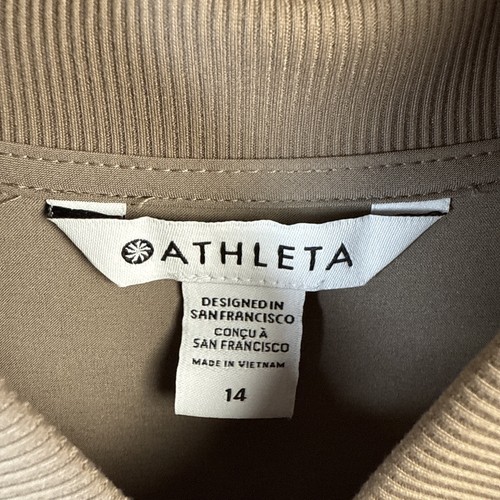 ATHLETA
DESIGNED IN
SAN FRANCISCO
CONÇU À
SAN FRANCISCO
MADE IN VIETNAM
14